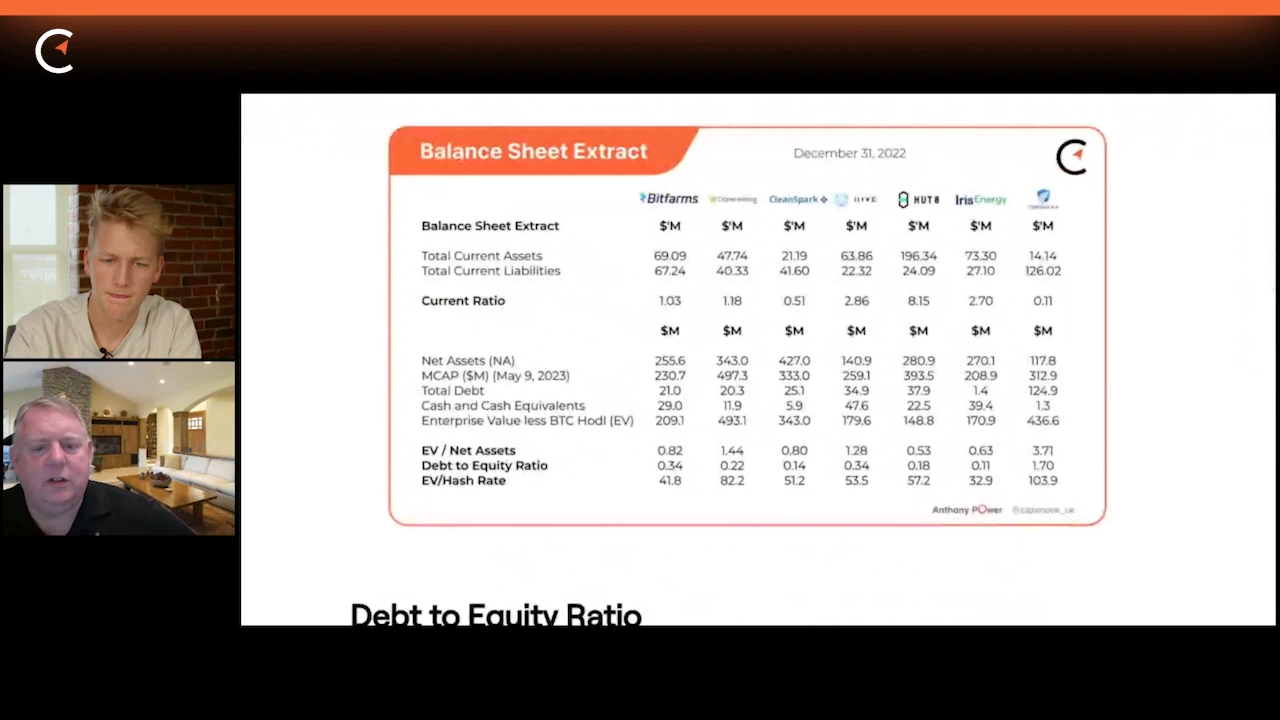 Balance Sheet Extract December 31, 2022
Bitfarms CleanSpark HIVE HUT8 IrisEnergy
Balance Sheet Extract $'M $'M $'M $'M $'M $'M $'M
Total Current Assets 69.09 47.74 21.19 63.86 196.34 73.30 14.14
Total Current Liabilities 67.24 40.33 41.60 22.32 24.09 27.10 126.02
Current Ratio 1.03 1.18 0.51 2.86 8.15 2.70 0.11
$M $M $M $M $M $M $M
Net Assets (NA) 255.6 343.0 427.0 140.9 280.9 270.1 117.8
MCAP ($M) (May 9, 2023) 230.7 497.3 333.0 259.1 393.5 208.9 312.9
Total Debt 21.0 20.3 25.1 34.9 37.9 1.4 124.9
Cash and Cash Equivalents 29.0 11.9 5.9 47.6 22.5 39.4 1.3
Enterprise Value less BTC Hodl (EV) 209.1 493.1 343.0 179.6 148.8 170.9 436.6
EV / Net Assets 0.82 1.44 0.80 1.28 0.53 0.63 3.71
Debt to Equity Ratio 0.34 0.22 0.14 0.34 0.18 0.11 1.70
EV/Hash Rate 41.8 82.2 51.2 53.5 57.2 32.9 103.9
Anthony Power @cazenove_uk
Debt to Equity Ratio